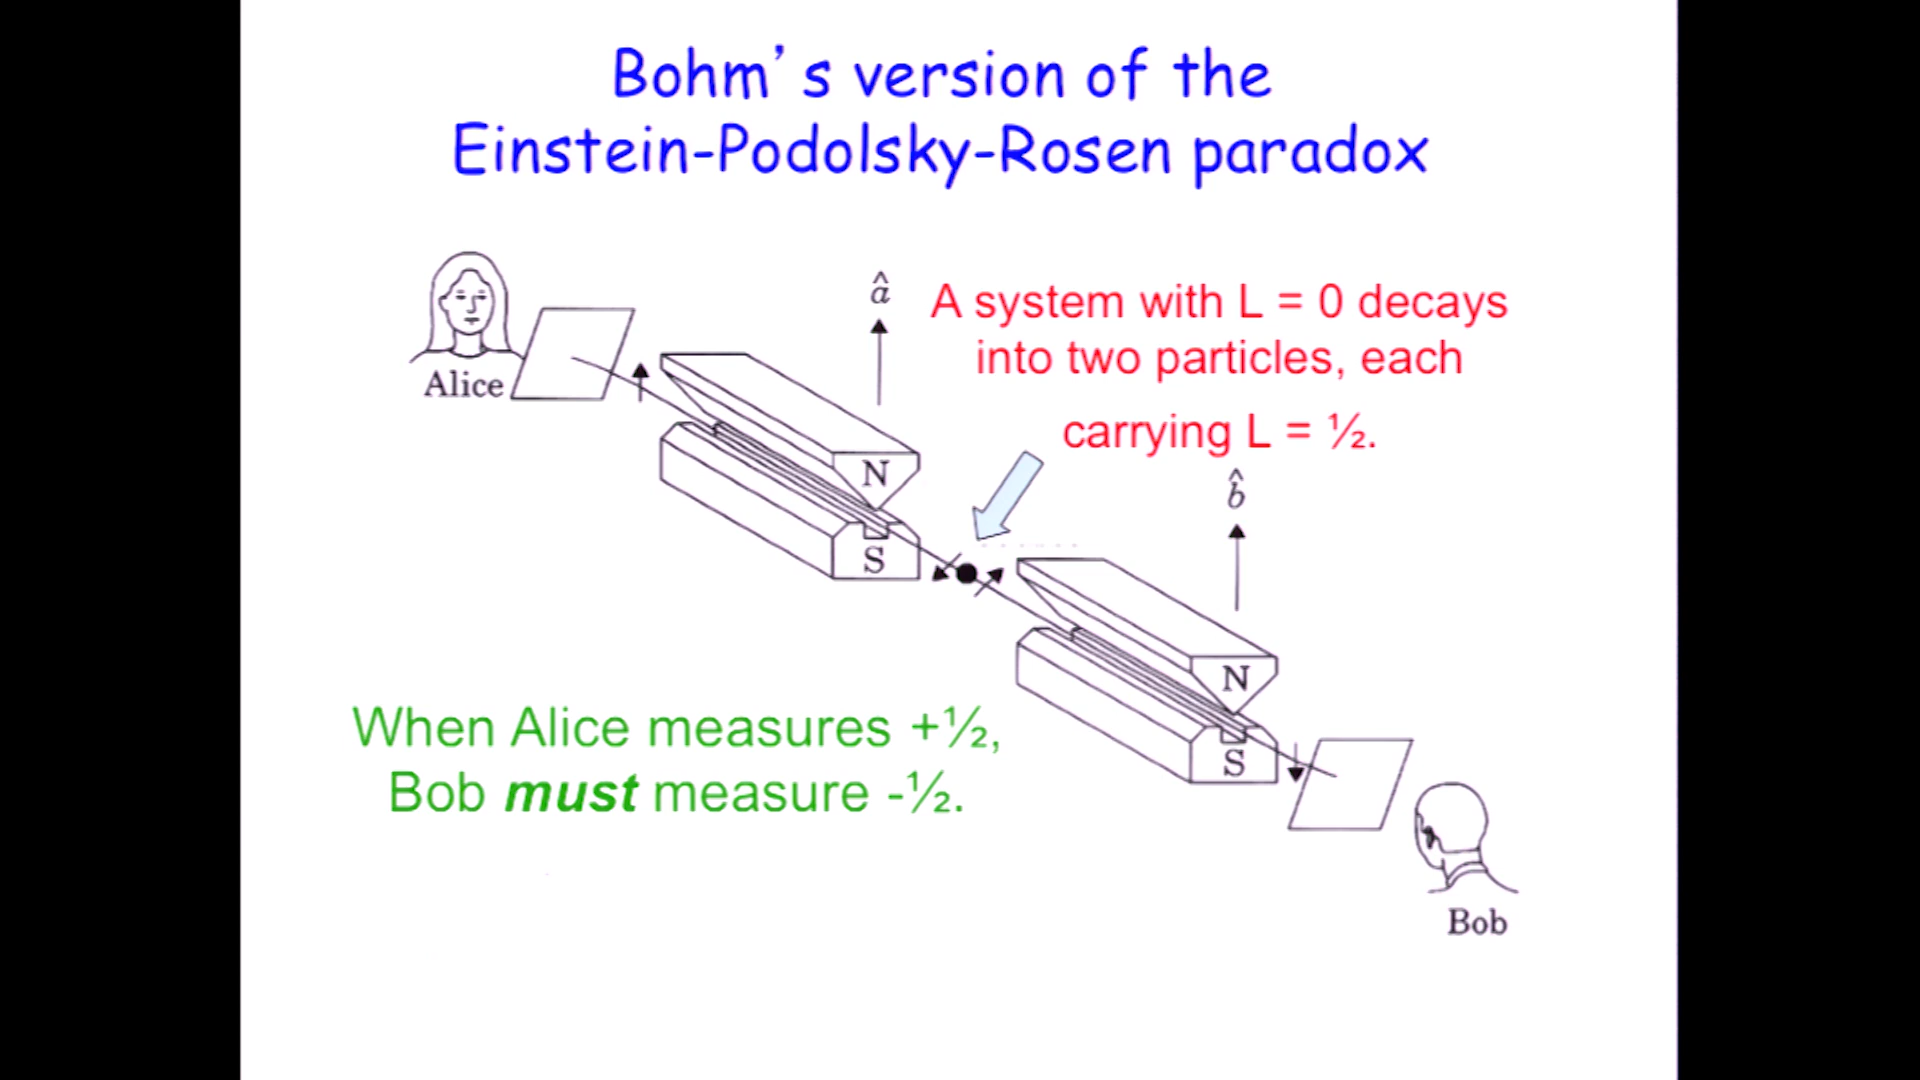 Bohm's version of the
Einstein-Podolsky-Rosen paradox
â
A system with L = 0 decays
into two particles, each
carrying L = ½.
Alice
N
S
b̂
N
S
When Alice measures +½,
Bob must measure -½.
Bob